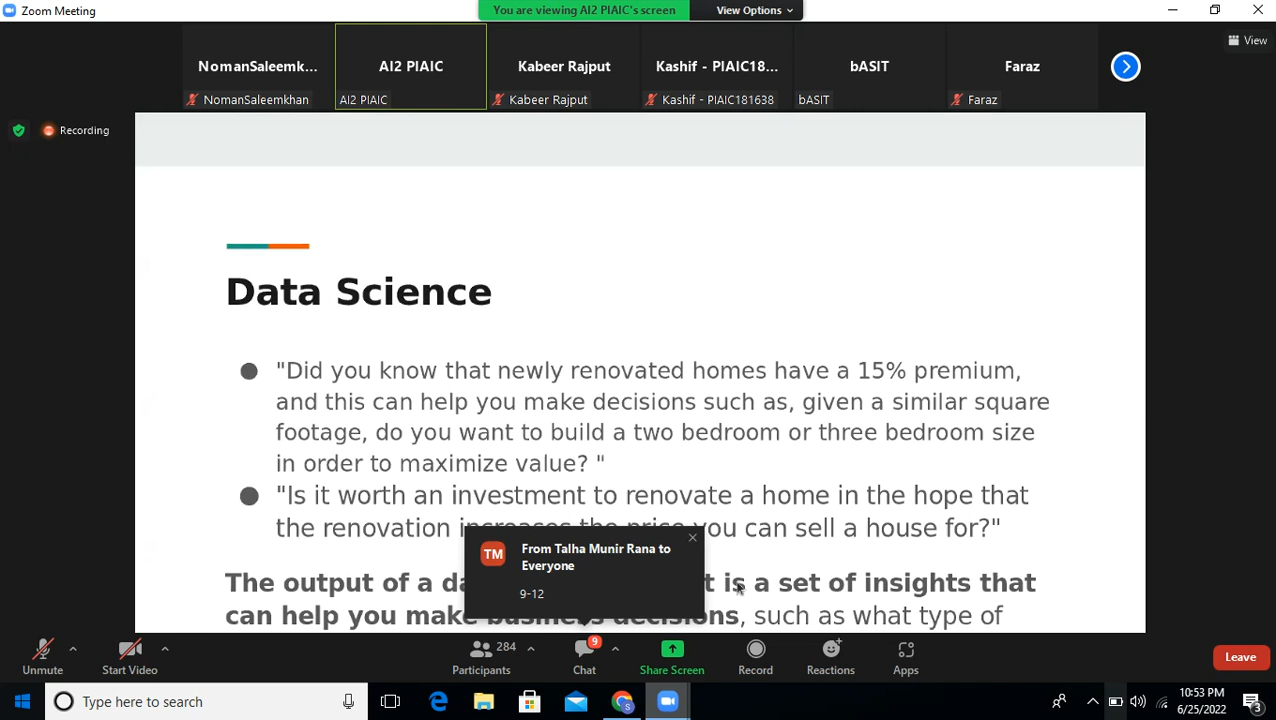 Zoom Meeting
You are viewing AI2 PIAIC's screen
View Options
View
NomanSaleemk...
AI2 PIAIC
Kabeer Rajput
Kashif - PIAIC18...
bASIT
Faraz
NomanSaleemkhan
AI2 PIAIC
Kabeer Rajput
Kashif - PIAIC181638
bASIT
Faraz
Recording
Data Science
"Did you know that newly renovated homes have a 15% premium,
and this can help you make decisions such as, given a similar square
footage, do you want to build a two bedroom or three bedroom size
in order to maximize value? "
"Is it worth an investment to renovate a home in the hope that
the renovation increases the price you can sell a house for?"
The output of a da t is a set of insights that
can help you make business decisions, such as what type of
TM
From Talha Munir Rana to
Everyone
9-12
Unmute
Start Video
284
Participants
9
Chat
Share Screen
Record
Reactions
Apps
Leave
Type here to search
10:53 PM
6/25/2022
3